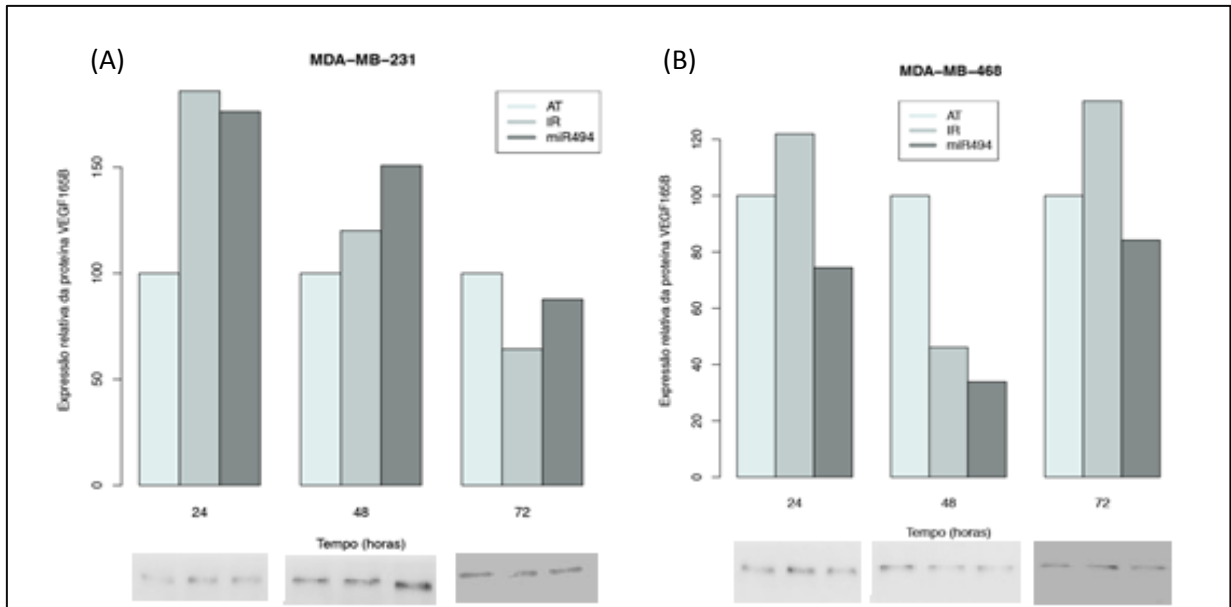 (A)
MDA-MB-231
AT
IR
miR494
Expressão relativa da proteína VEGF165B
0
50
100
150
24
48
72
Tempo (horas)
(B)
MDA-MB-468
AT
IR
miR494
Expressão relativa da proteína VEGF165B
0
20
40
60
80
100
120
24
48
72
Tempo (horas)